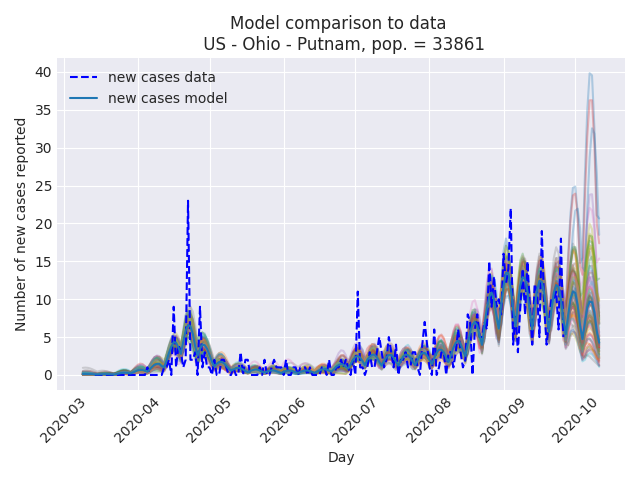 Model comparison to data
US - Ohio - Putnam, pop. = 33861
new cases data
new cases model
Number of new cases reported
40
35
30
25
20
15
10
5
0
2020-03
2020-04
2020-05
2020-06
2020-07
2020-08
2020-09
2020-10
Day